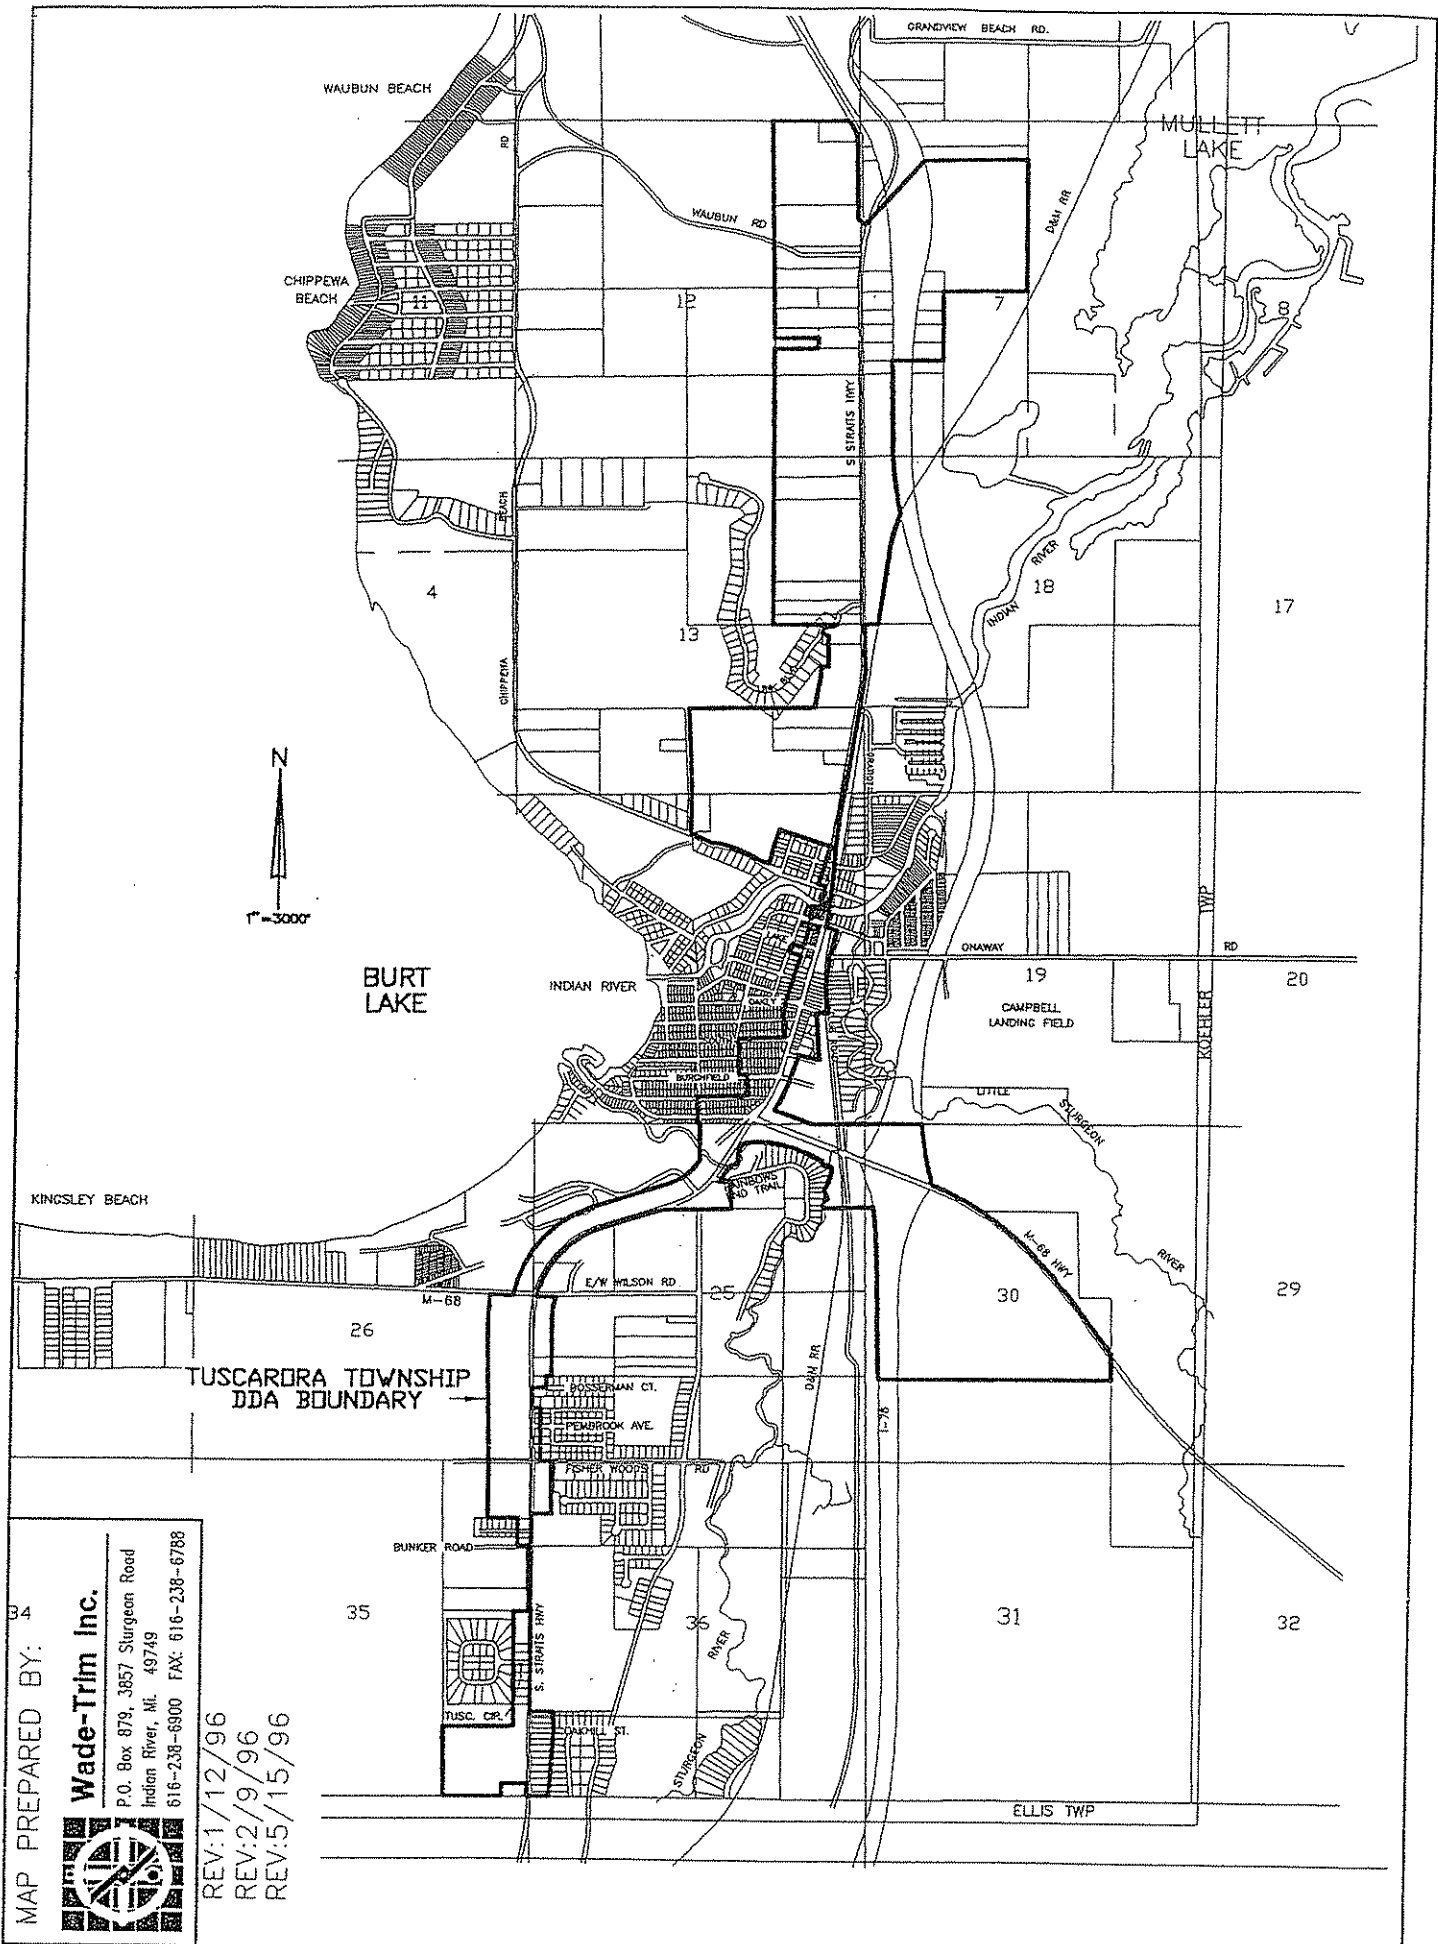 GRANDVIEW BEACH RD.
WAUBUN BEACH
MULLETT
LAKE
RD
WAUBUN RD
D&M RR
CHIPPEWA
BEACH
11
12
7
8
S. STRAITS HWY
BEACH
4
RIVER
18
INDIAN
17
13
CHIPPEWA
N
1"=3000'
TWP
ONAWAY
RD
BURT
LAKE
INDIAN RIVER
19
20
CAMPBELL
LANDING FIELD
KOEHLER
BURCHFIELD
LITTLE
STURGEON
RAINBOWS
END TRAIL
KINGSLEY BEACH
M-68 HWY
RIVER
E/W WILSON RD.
25
30
29
M-68
26
D&M RR
TUSCARORA TOWNSHIP
DDA BOUNDARY
BOSSERMAN CT.
PEMBROOK AVE.
I-75
FISHER WOODS RD
BUNKER ROAD
34
35
36
31
32
S. STRAITS HWY
RIVER
TUSC. CIR.
OAKHILL ST.
STURGEON
ELLIS TWP
MAP PREPARED BY:
Wade-Trim Inc.
P.O. Box 879, 3857 Sturgeon Road
Indian River, MI. 49749
616-238-6900 FAX: 616-238-6788
REV:1/12/96
REV:2/9/96
REV:5/15/96